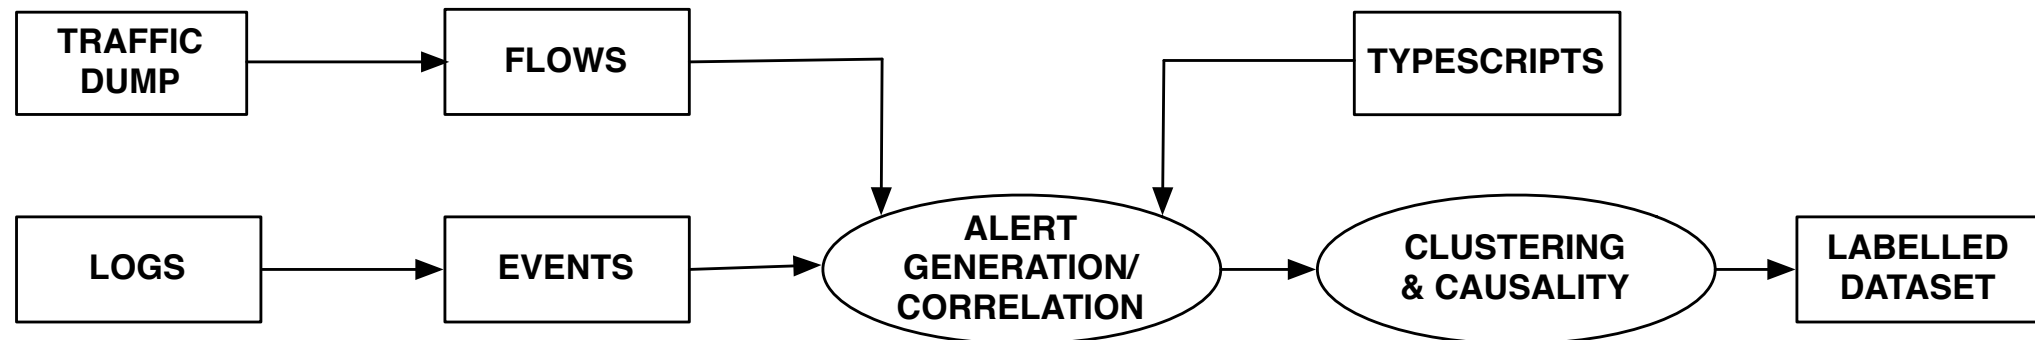 TRAFFIC
DUMP
FLOWS
TYPESCRIPTS
LOGS
EVENTS
ALERT
GENERATION/
CORRELATION
CLUSTERING
& CAUSALITY
LABELLED
DATASET